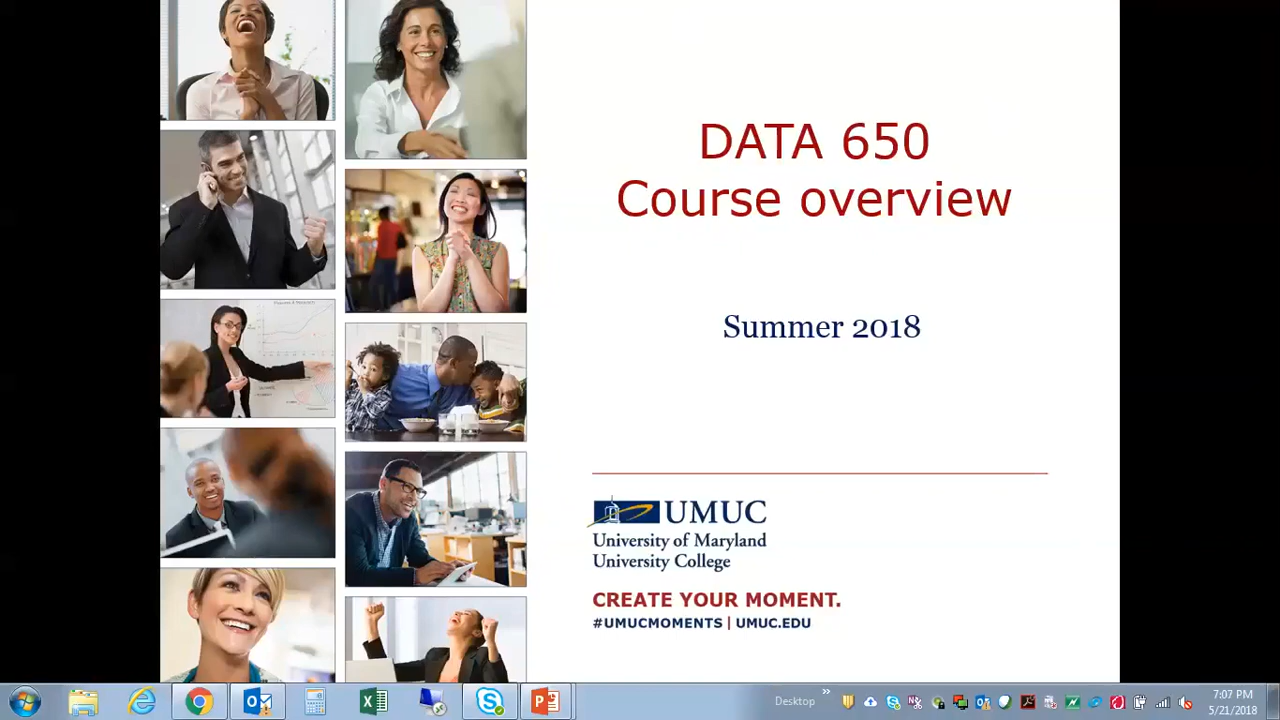 DATA 650
Course overview
Summer 2018
UMUC
University of Maryland
University College
CREATE YOUR MOMENT.
#UMUCMOMENTS | UMUC.EDU
Desktop
7:07 PM
5/21/2018